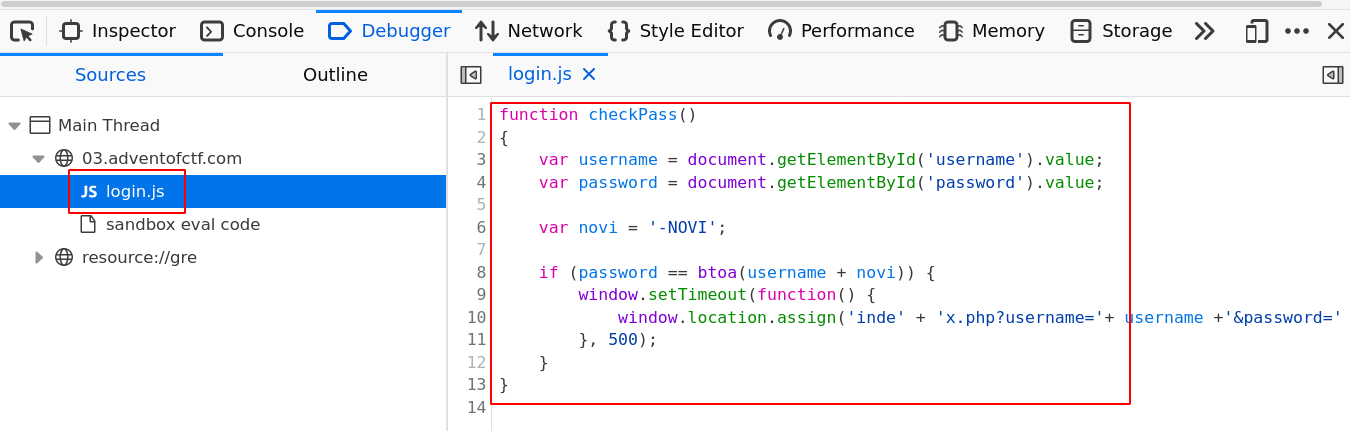 Inspector Console Debugger Network Style Editor Performance Memory Storage
Sources Outline login.js
Main Thread
03.adventofctf.com
JS login.js
sandbox eval code
resource://gre
1 function checkPass()
2 {
3     var username = document.getElementById('username').value;
4     var password = document.getElementById('password').value;
5
6     var novi = '-NOVI';
7
8     if (password == btoa(username + novi)) {
9         window.setTimeout(function() {
10             window.location.assign('inde' + 'x.php?username='+ username +'&password='
11         }, 500);
12     }
13 }
14